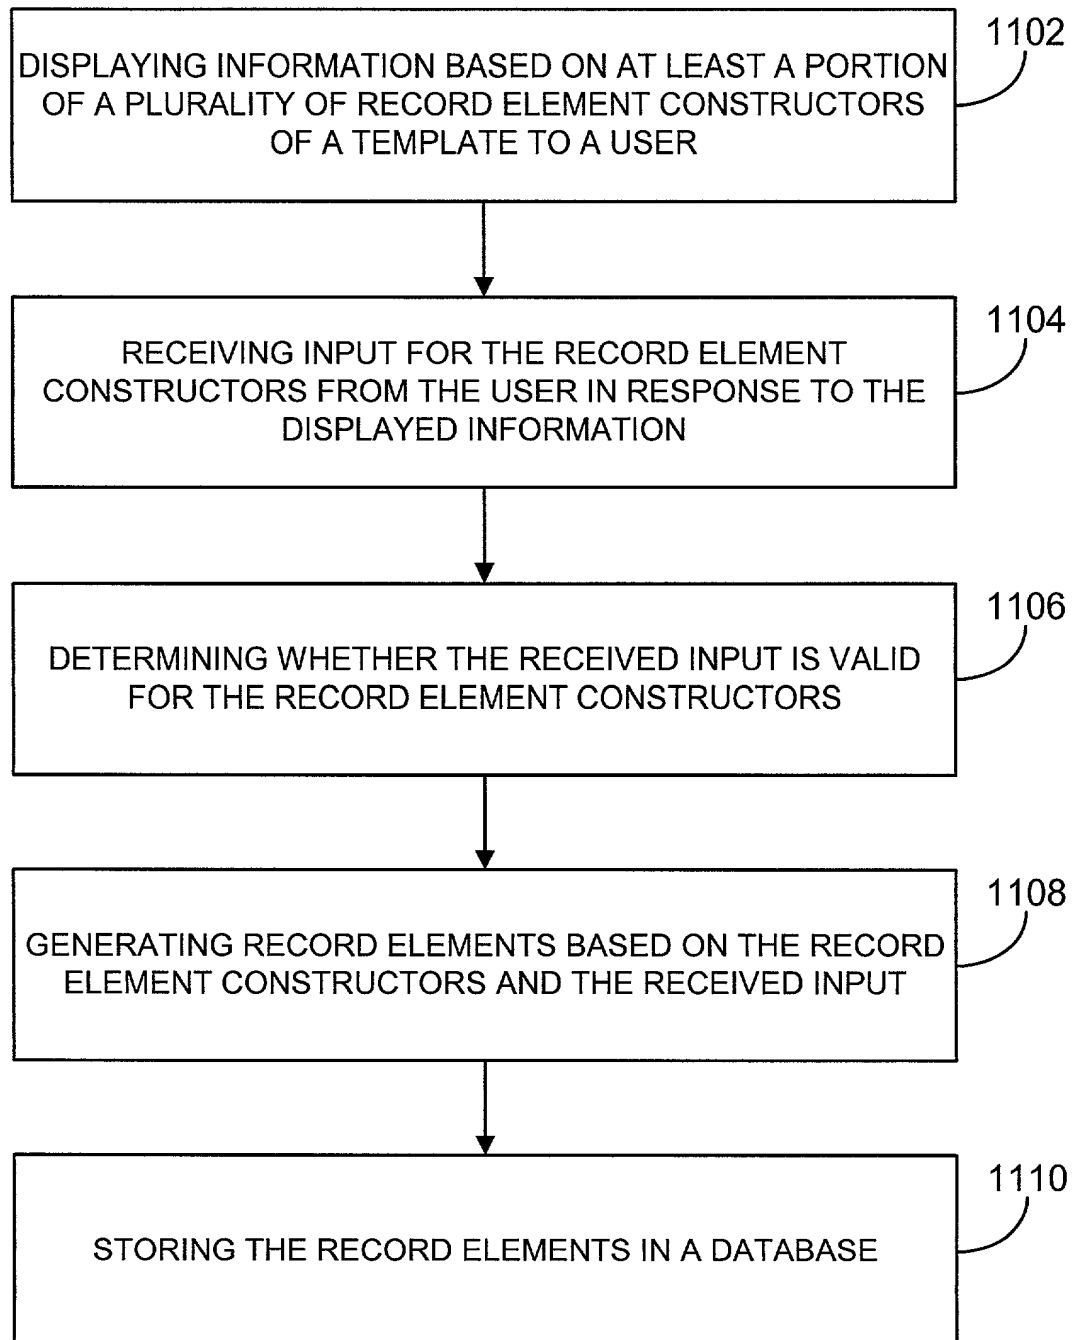 1102
DISPLAYING INFORMATION BASED ON AT LEAST A PORTION
OF A PLURALITY OF RECORD ELEMENT CONSTRUCTORS
OF A TEMPLATE TO A USER
1104
RECEIVING INPUT FOR THE RECORD ELEMENT
CONSTRUCTORS FROM THE USER IN RESPONSE TO THE
DISPLAYED INFORMATION
1106
DETERMINING WHETHER THE RECEIVED INPUT IS VALID
FOR THE RECORD ELEMENT CONSTRUCTORS
1108
GENERATING RECORD ELEMENTS BASED ON THE RECORD
ELEMENT CONSTRUCTORS AND THE RECEIVED INPUT
1110
STORING THE RECORD ELEMENTS IN A DATABASE